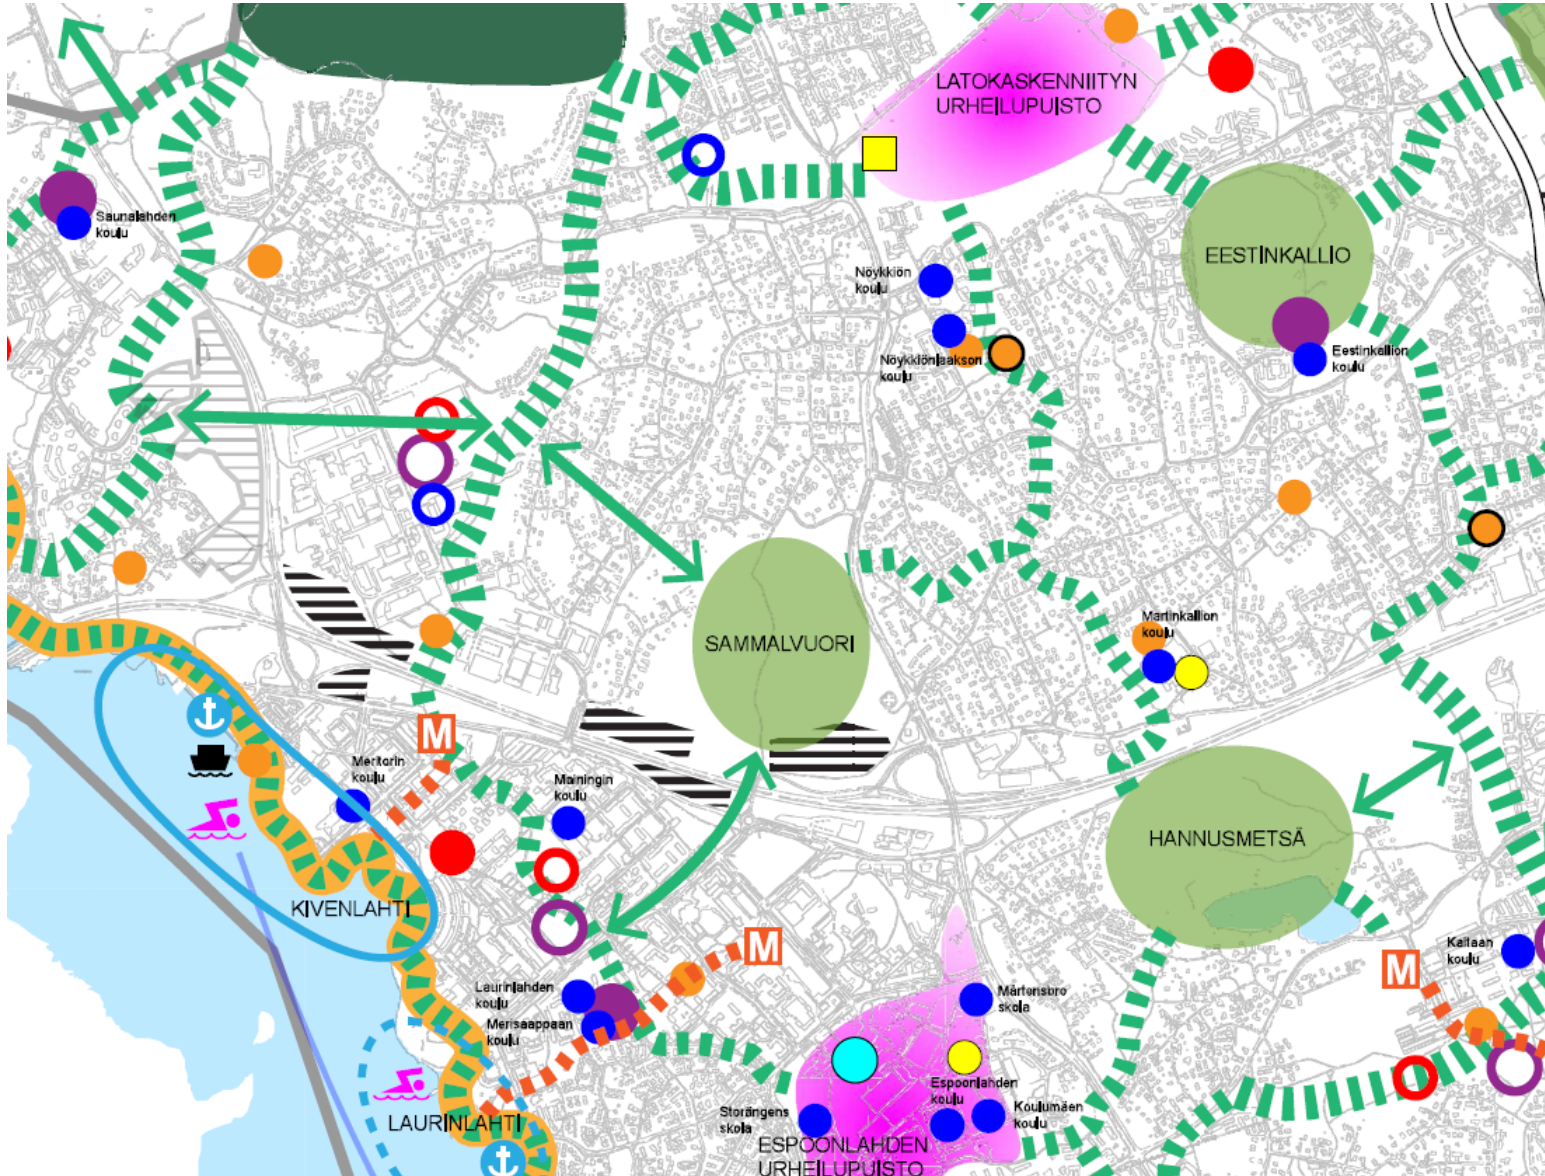 LATOKASKENNIITYN
URHEILUPUISTO
Saunalahden
koulu
EESTINKALLIO
Nöykkiön
koulu
Nöykkiönlaakson
koulu
Eestinkallion
koulu
Martinkallion
koulu
SAMMALVUORI
M
Meritorin
koulu
Mainingin
koulu
HANNUSMETSÄ
KIVENLAHTI
M
Kaitaan
koulu
M
Laurinlahden
koulu
Merisaappaan
koulu
Mårtensbro
skola
Espoonlahden
koulu
Koulumäen
koulu
LAURINLAHTI
Storängens
skola
ESPOONLAHDEN
URHEILUPUISTO